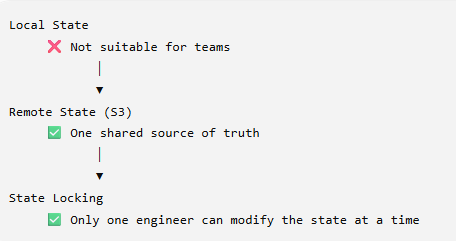 Local State
❌ Not suitable for teams
│
▼
Remote State (S3)
✅ One shared source of truth
│
▼
State Locking
✅ Only one engineer can modify the state at a time